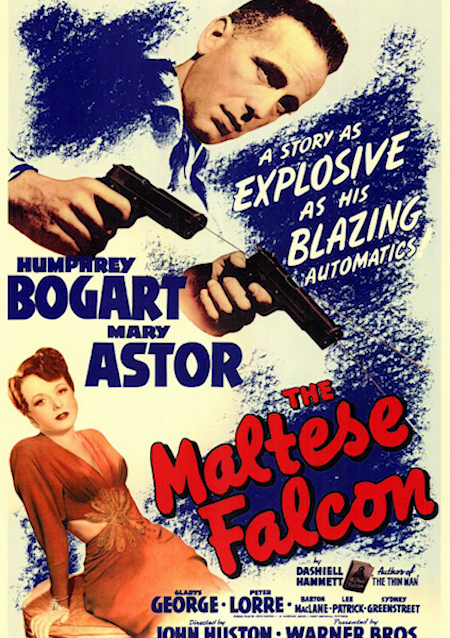 A STORY AS
EXPLOSIVE
AS HIS
BLAZING
AUTOMATICS!
HUMPHREY
BOGART
MARY
ASTOR
THE
Maltese
Falcon
by
DASHIELL
HAMMETT
Author of
THE THIN MAN
GLADYS
GEORGE •
PETER
LORRE •
BARTON
MacLANE •
LEE
PATRICK •
SYDNEY
GREENSTREET
Directed by
JOHN HUSTON
Presented by
WARNER BROS.